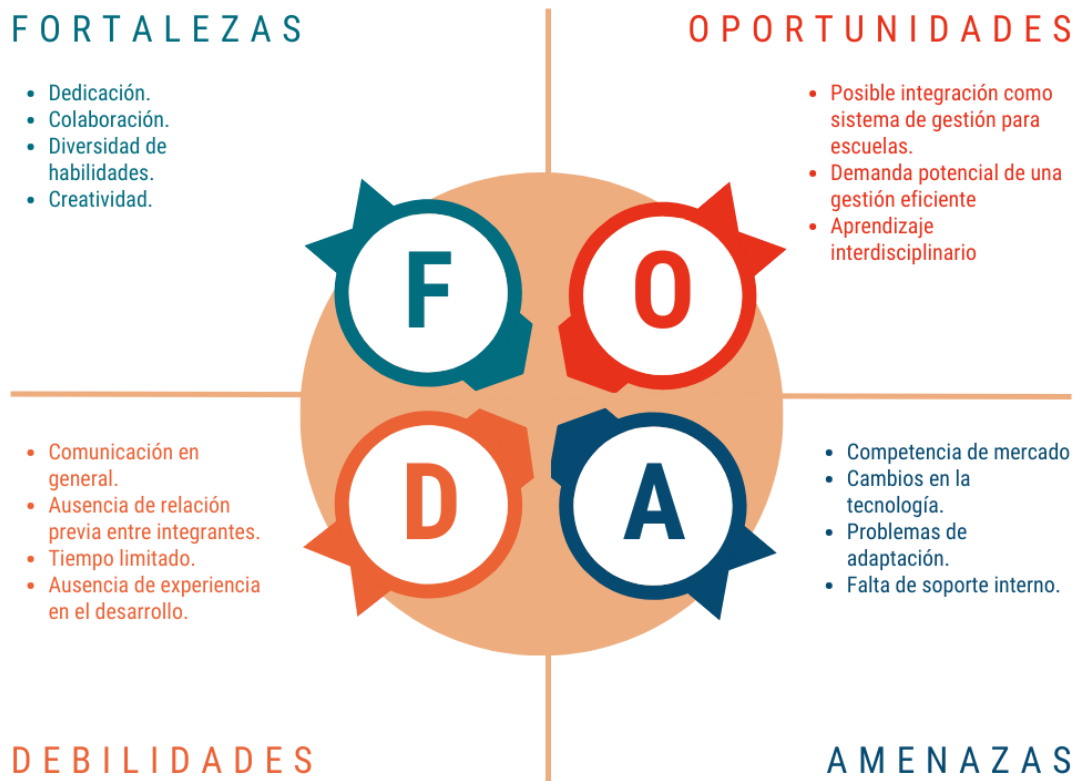 FORTALEZAS
• Dedicación.
• Colaboración.
• Diversidad de
habilidades.
• Creatividad.
OPORTUNIDADES
• Posible integración como
sistema de gestión para
escuelas.
• Demanda potencial de una
gestión eficiente
• Aprendizaje
interdisciplinario
F
O
D
A
• Comunicación en
general.
• Ausencia de relación
previa entre integrantes.
• Tiempo limitado.
• Ausencia de experiencia
en el desarrollo.
DEBILIDADES
• Competencia de mercado
• Cambios en la
tecnología.
• Problemas de
adaptación.
• Falta de soporte interno.
AMENAZAS